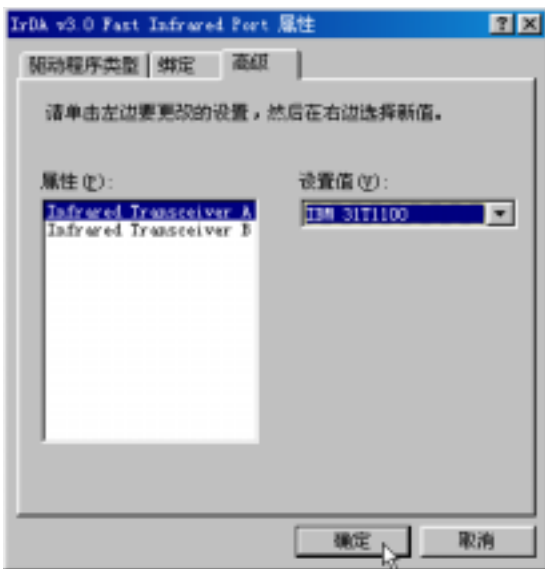 IrDA v3.0 Fast Infrared Port 属性
驱动程序类型 绑定 高级
请单击左边要更改的设置，然后在右边选择新值。
属性(P):
设置值(V):
Infrared Transceiver A
IBM 31T1100
Infrared Transceiver B
确定
取消